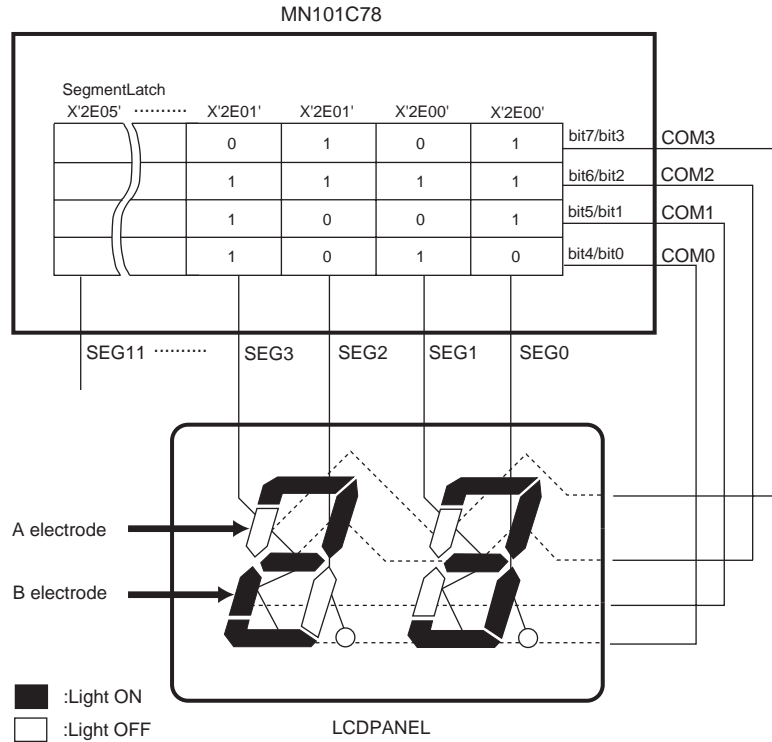 MN101C78
SegmentLatch
X'2E05' ·········· X'2E01' X'2E01' X'2E00' X'2E00'
0 1 0 1 bit7/bit3 COM3
1 1 1 1 bit6/bit2 COM2
1 0 0 1 bit5/bit1 COM1
1 0 1 0 bit4/bit0 COM0
SEG11 ·········· SEG3 SEG2 SEG1 SEG0
A electrode
B electrode
:Light ON
:Light OFF
LCDPANEL